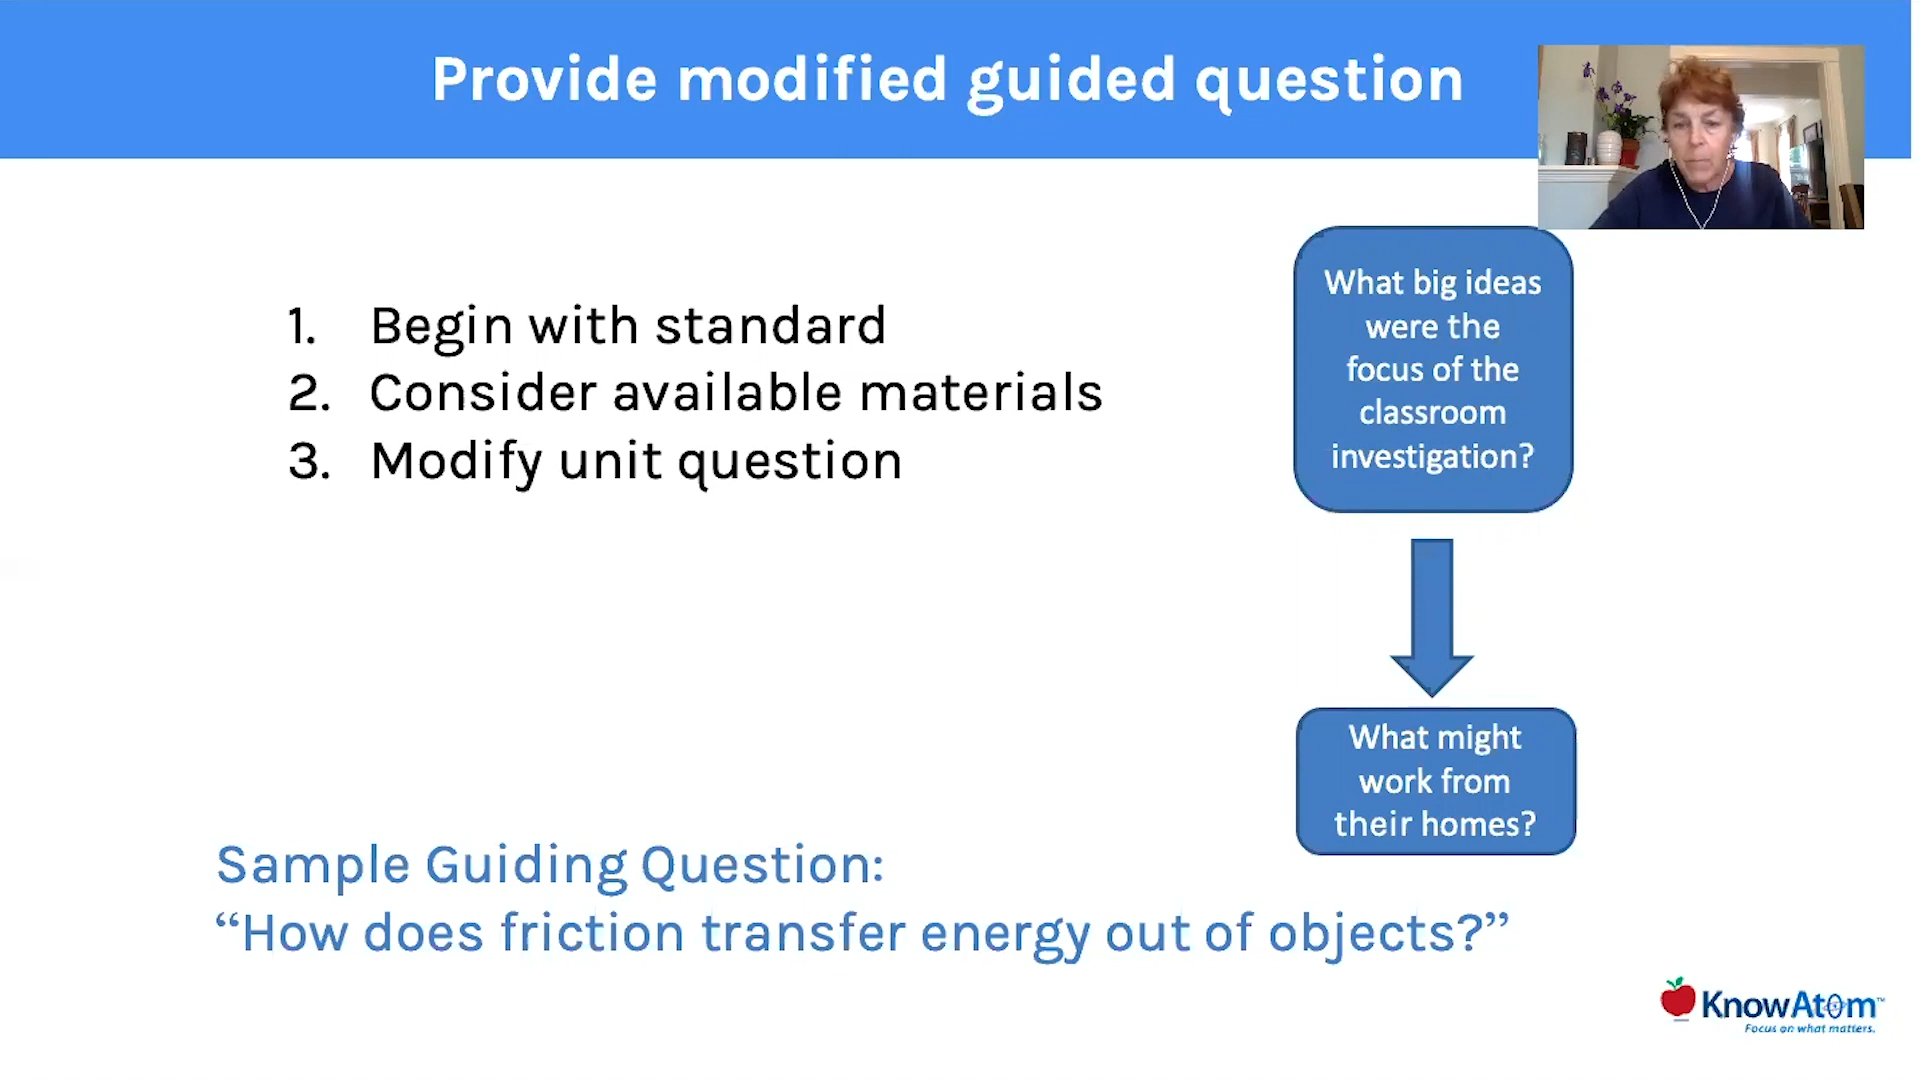 Provide modified guided question
1. Begin with standard
2. Consider available materials
3. Modify unit question
What big ideas
were the
focus of the
classroom
investigation?
What might
work from
their homes?
Sample Guiding Question:
“How does friction transfer energy out of objects?”
KnowAtom™
Focus on what matters.